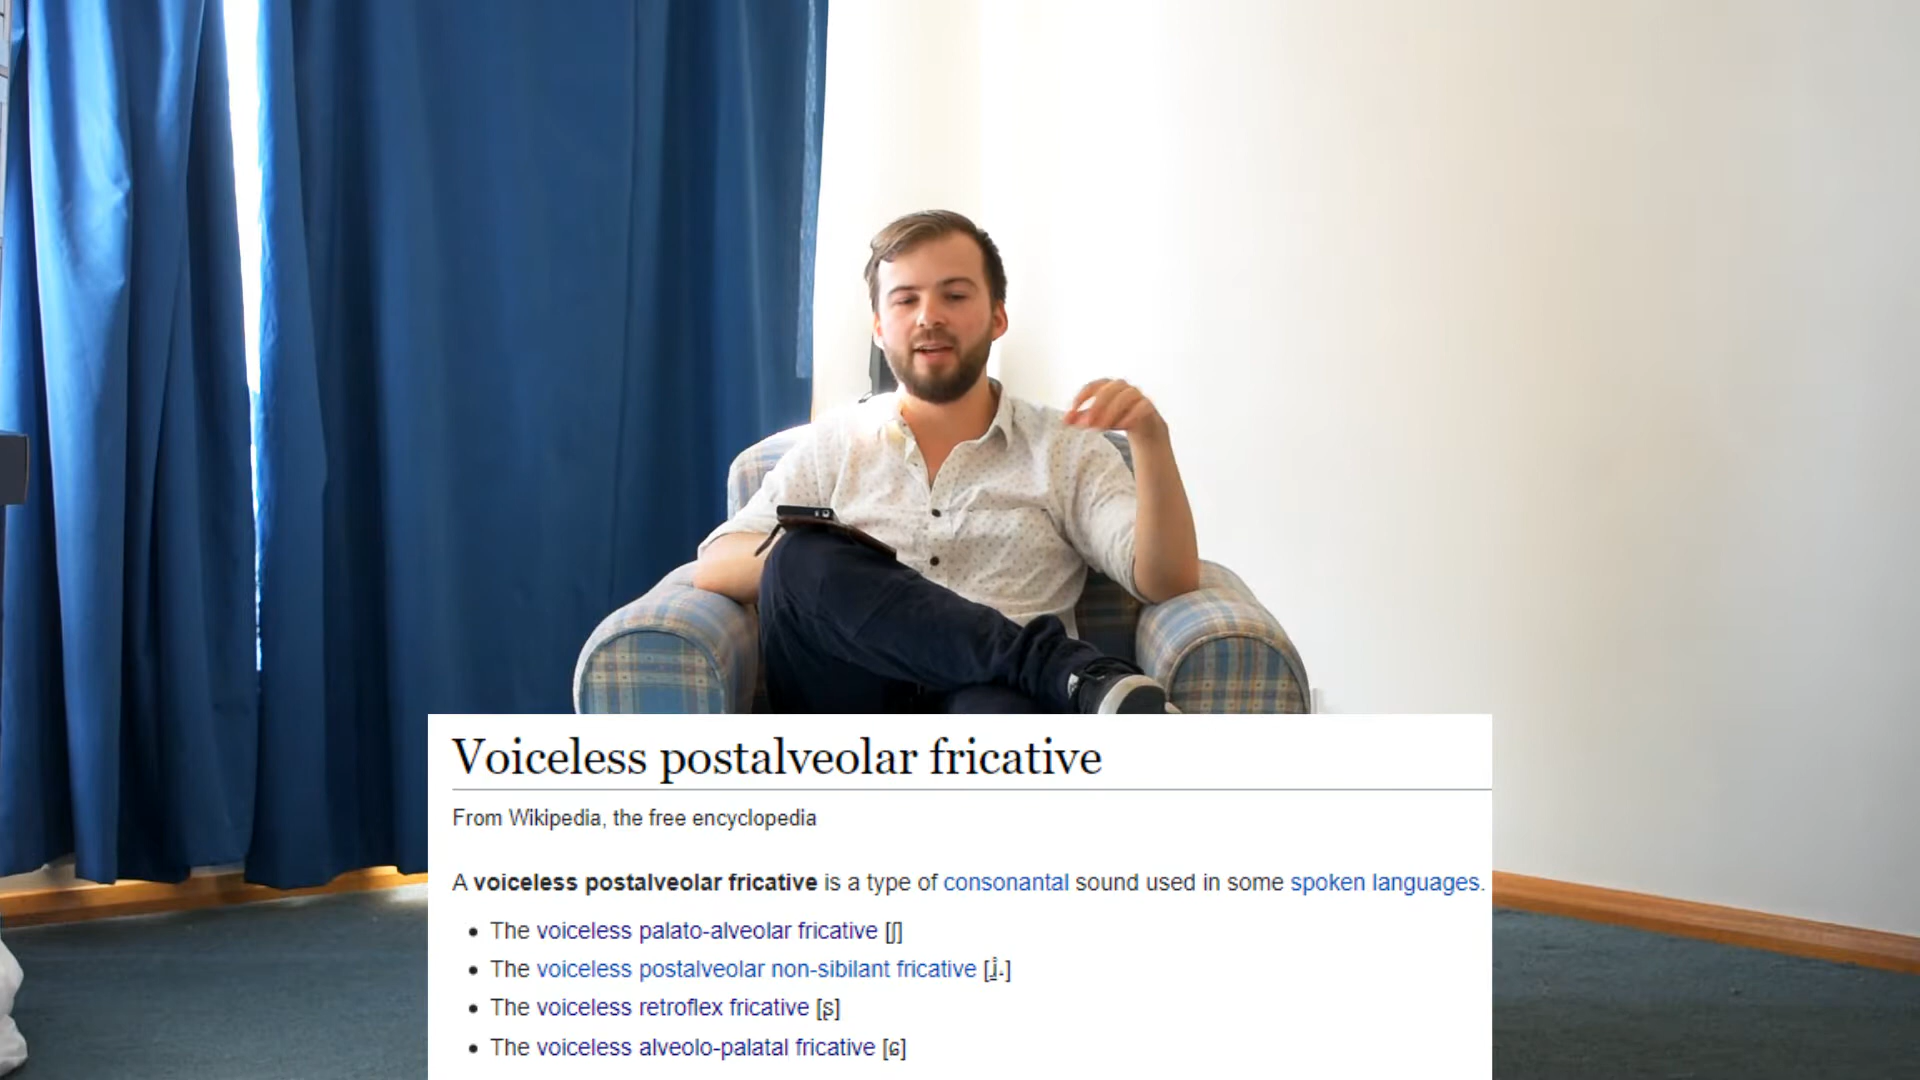 Voiceless postalveolar fricative
From Wikipedia, the free encyclopedia
A voiceless postalveolar fricative is a type of consonantal sound used in some spoken languages.
• The voiceless palato-alveolar fricative [ʃ]
• The voiceless postalveolar non-sibilant fricative
• The voiceless retroflex fricative [ʂ]
• The voiceless alveolo-palatal fricative [ɕ]